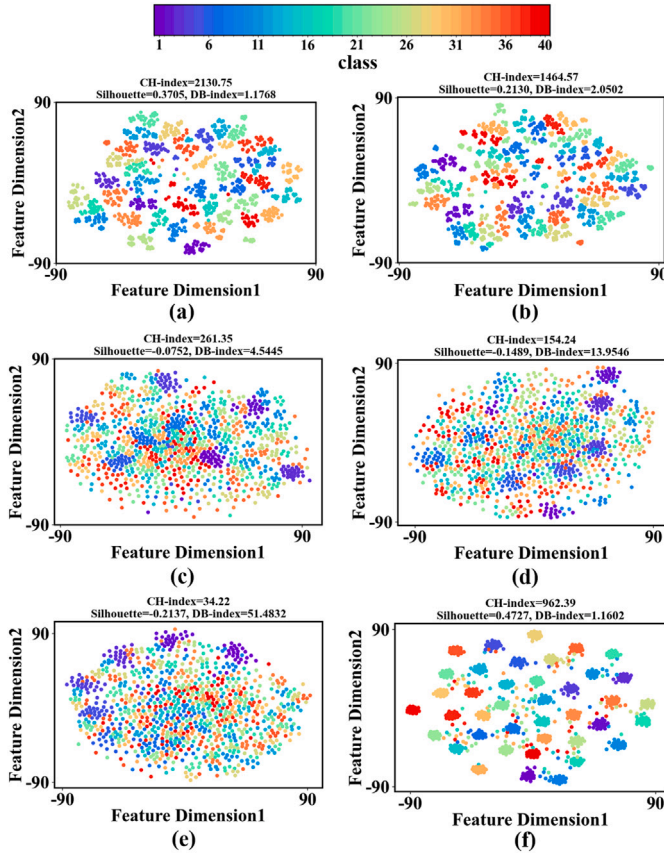 1 6 11 16 21 26 31 36 40
class
CH-index=2130.75
Silhouette=0.3705, DB-index=1.1768
90
Feature Dimension2
-90
-90 90
Feature Dimension1
(a)
CH-index=1464.57
Silhouette=0.2130, DB-index=2.0502
90
Feature Dimension2
-90
-90 90
Feature Dimension1
(b)
CH-index=261.35
Silhouette=-0.0752, DB-index=4.5445
90
Feature Dimension2
-90
-90 90
Feature Dimension1
(c)
CH-index=154.24
Silhouette=-0.1489, DB-index=13.9546
90
Feature Dimension2
-90
-90 90
Feature Dimension1
(d)
CH-index=34.22
Silhouette=-0.2137, DB-index=51.4832
90
Feature Dimension2
-90
-90 90
Feature Dimension1
(e)
CH-index=962.39
Silhouette=0.4727, DB-index=1.1602
90
Feature Dimension2
-90
-90 90
Feature Dimension1
(f)